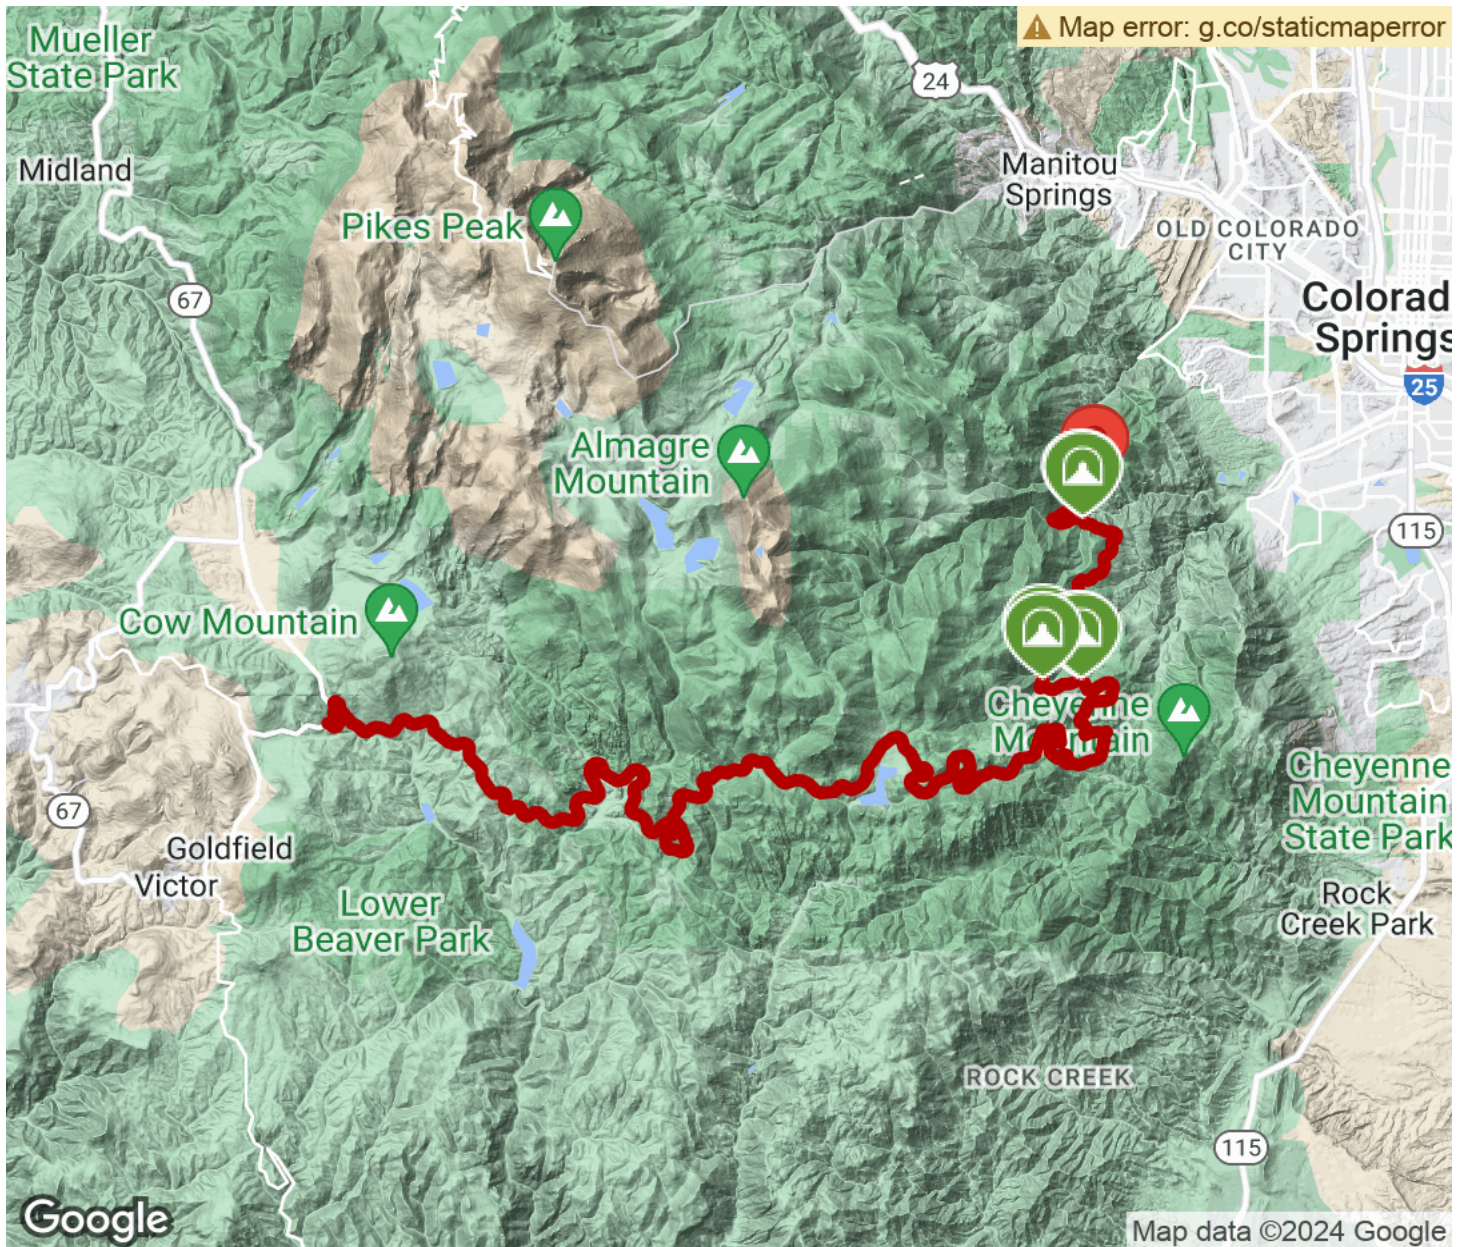 Map error: g.co/staticmaperror
Mueller
State Park
24
Midland
Manitou
Springs
Pikes Peak
OLD COLORADO
CITY
67
Colorad
Springs
25
Almagre
Mountain
115
Cow Mountain
Cheyenne
Mountain
Cheyenne
Mountain
State Park
67
Goldfield
Victor
Lower
Beaver Park
Rock
Creek Park
ROCK CREEK
115
Google
Map data ©2024 Google